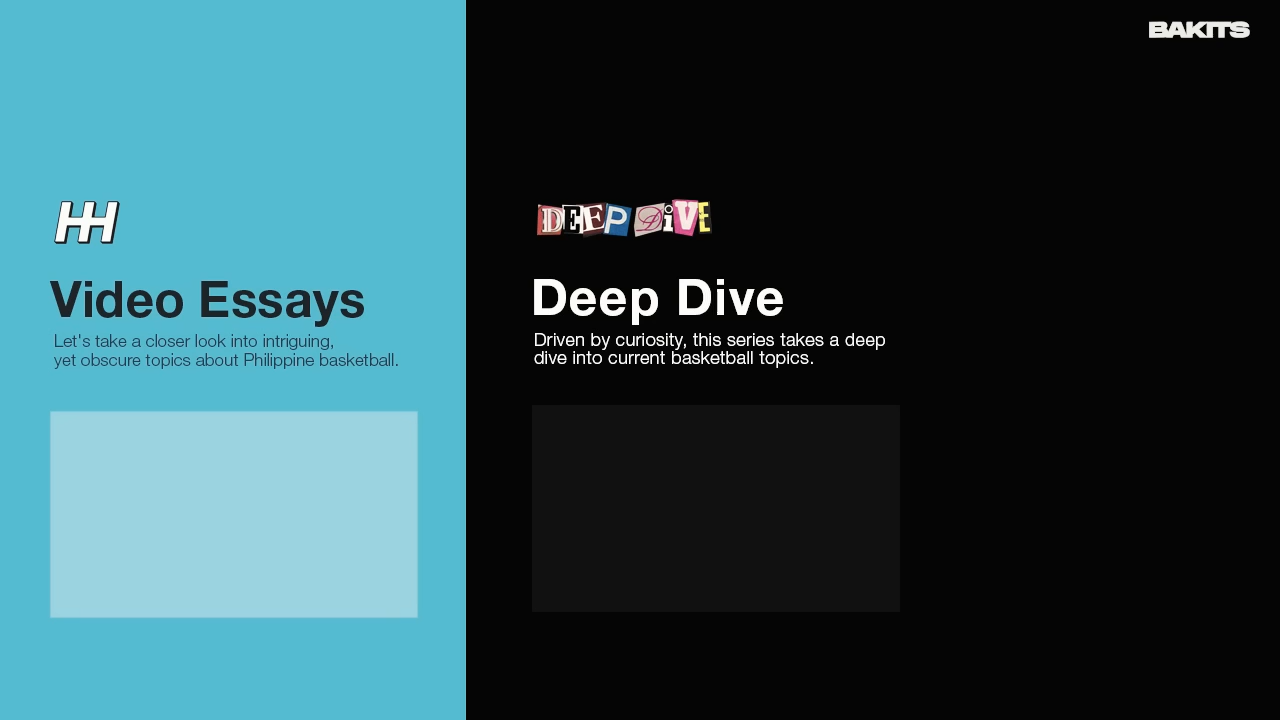 BAKITS
HH
Video Essays
Let's take a closer look into intriguing,
yet obscure topics about Philippine basketball.
DEEP DiVE
Deep Dive
Driven by curiosity, this series takes a deep
dive into current basketball topics.